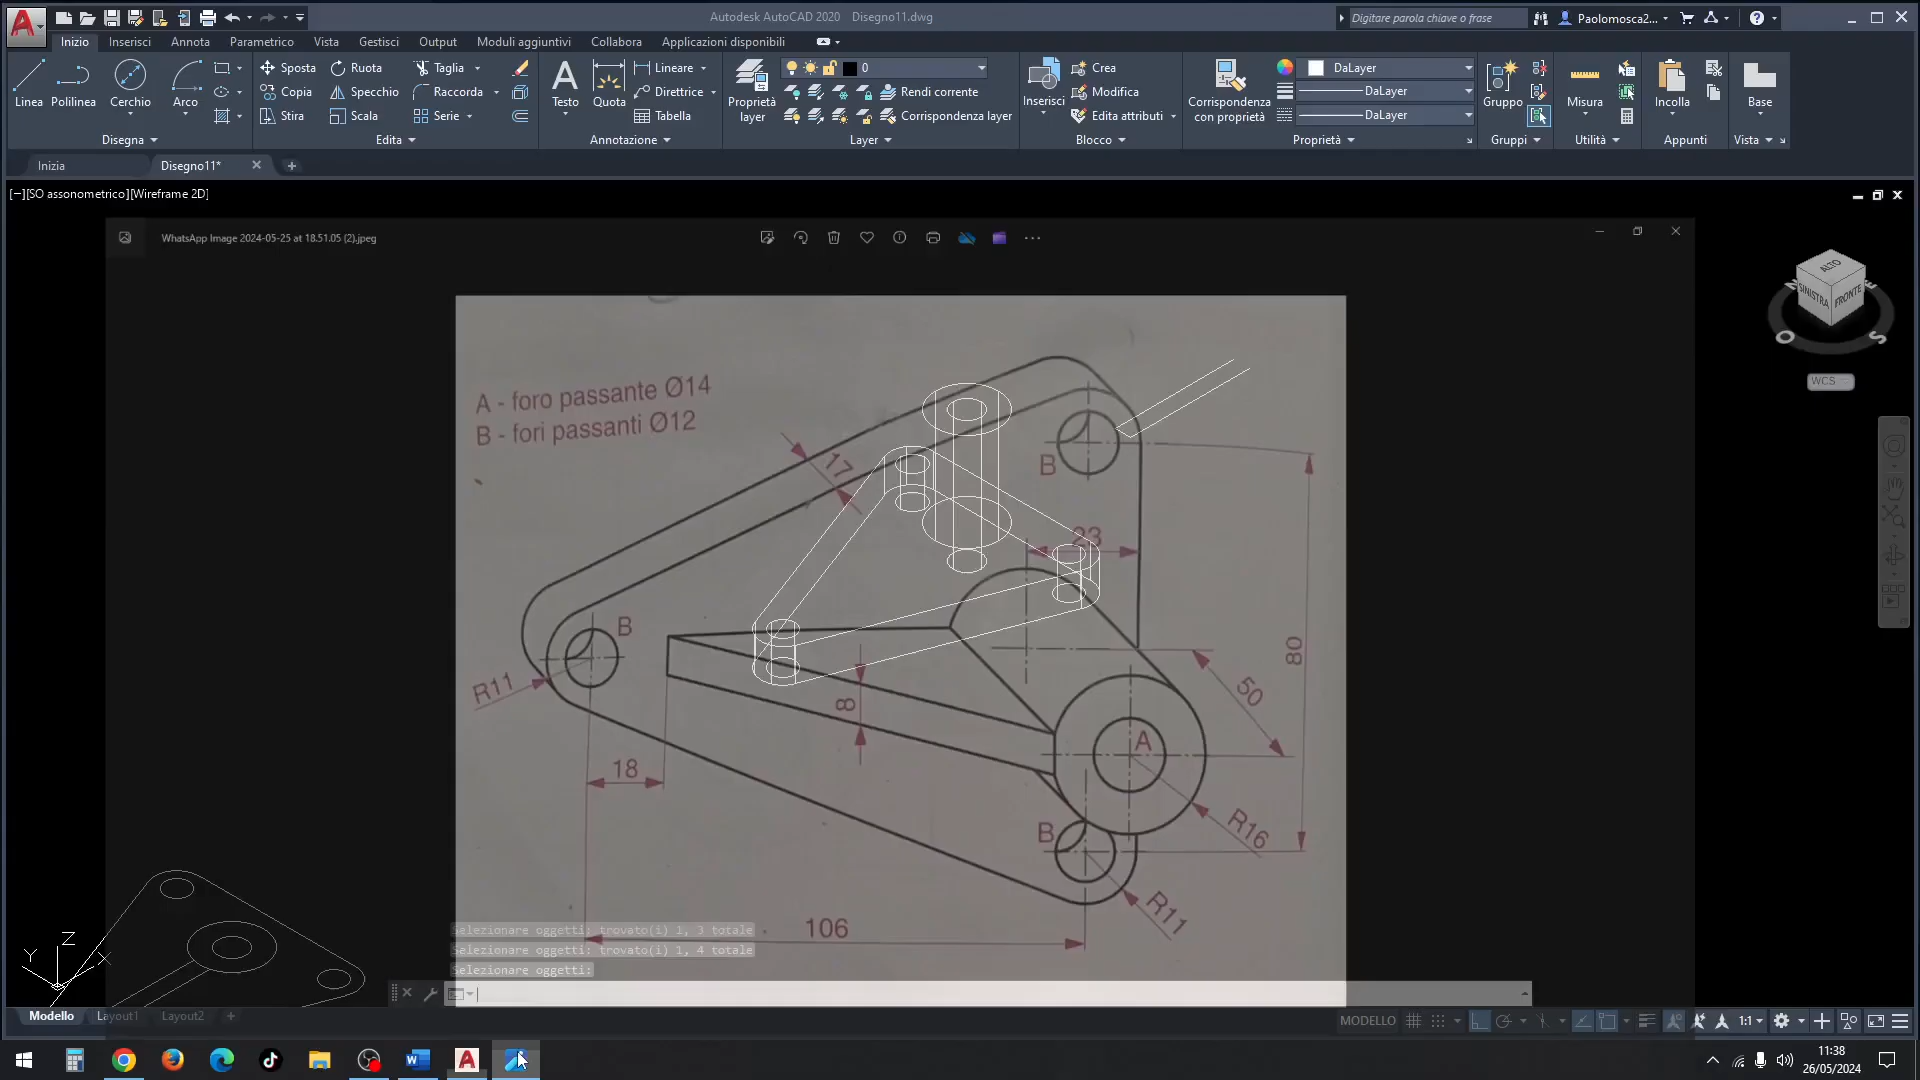 Autodesk AutoCAD 2020 Disegno11.dwg
Digitare parola chiave o frase
Paolomosca2...
Inizio Inserisci Annota Parametrico Vista Gestisci Output Moduli aggiuntivi Collabora Applicazioni disponibili
Linea Polilinea Cerchio Arco
Sposta Ruota Taglia
Copia Specchio Raccorda
Stira Scala Serie
Testo Quota
Lineare
Direttrice
Tabella
Proprietà layer
0
Rendi corrente
Corrispondenza layer
Inserisci
Crea
Modifica
Edita attributi
Corrispondenza con proprietà
DaLayer
DaLayer
DaLayer
Gruppo
Misura
Incolla
Base
Disegna Edita Annotazione Layer Blocco Proprietà Gruppi Utilità Appunti Vista
Inizia Disegno11*
[−][SO assonometrico][Wireframe 2D]
WhatsApp Image 2024-05-25 at 18.51.05 (2).jpeg
ALTO
SINISTRA FRONTE
N E
O S
WCS
A - foro passante Ø14
B - fori passanti Ø12
17
B
23
B
80
R11
8
50
A
18
B
R16
R11
106
Z
Y X
Selezionare oggetti: trovato(i) 1, 3 totale
Selezionare oggetti: trovato(i) 1, 4 totale
Selezionare oggetti:
Modello Layout1 Layout2
MODELLO
1:1
11:38
26/05/2024